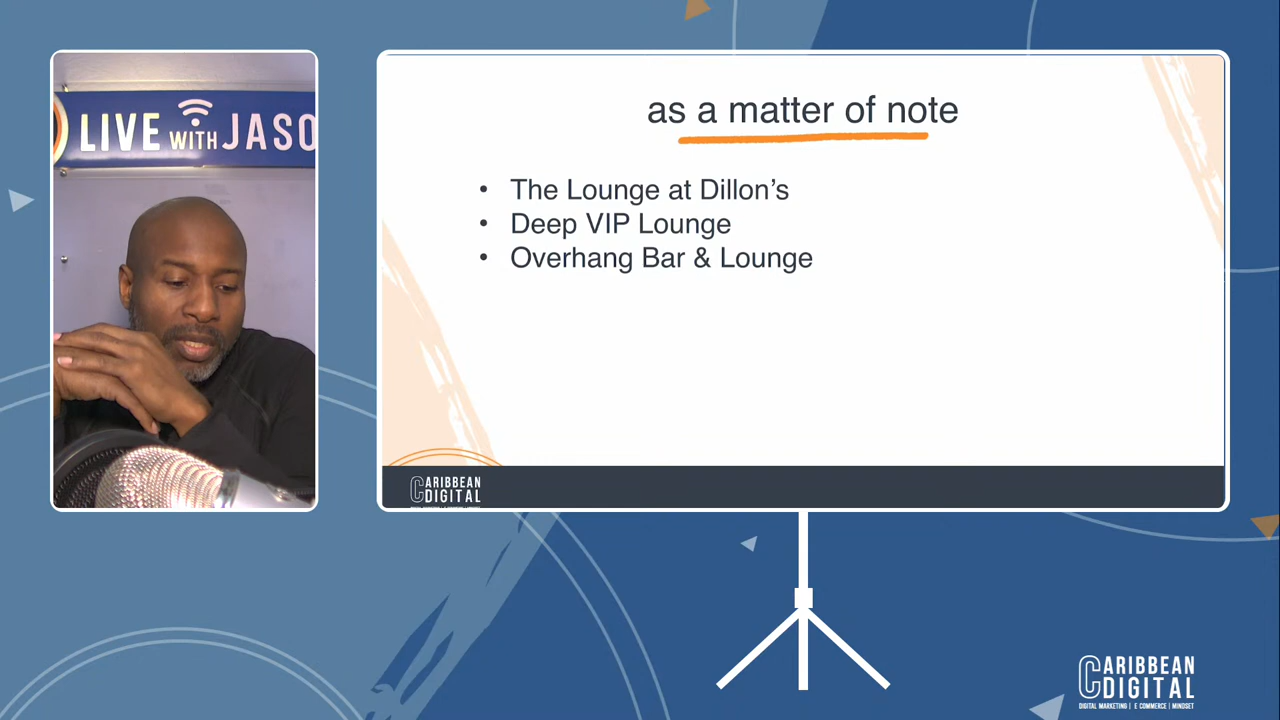 LIVE WITH JASO
as a matter of note
• The Lounge at Dillon's
• Deep VIP Lounge
• Overhang Bar & Lounge
CARIBBEAN
DIGITAL
CARIBBEAN
DIGITAL
DIGITAL MARKETING | E COMMERCE | MINDSET